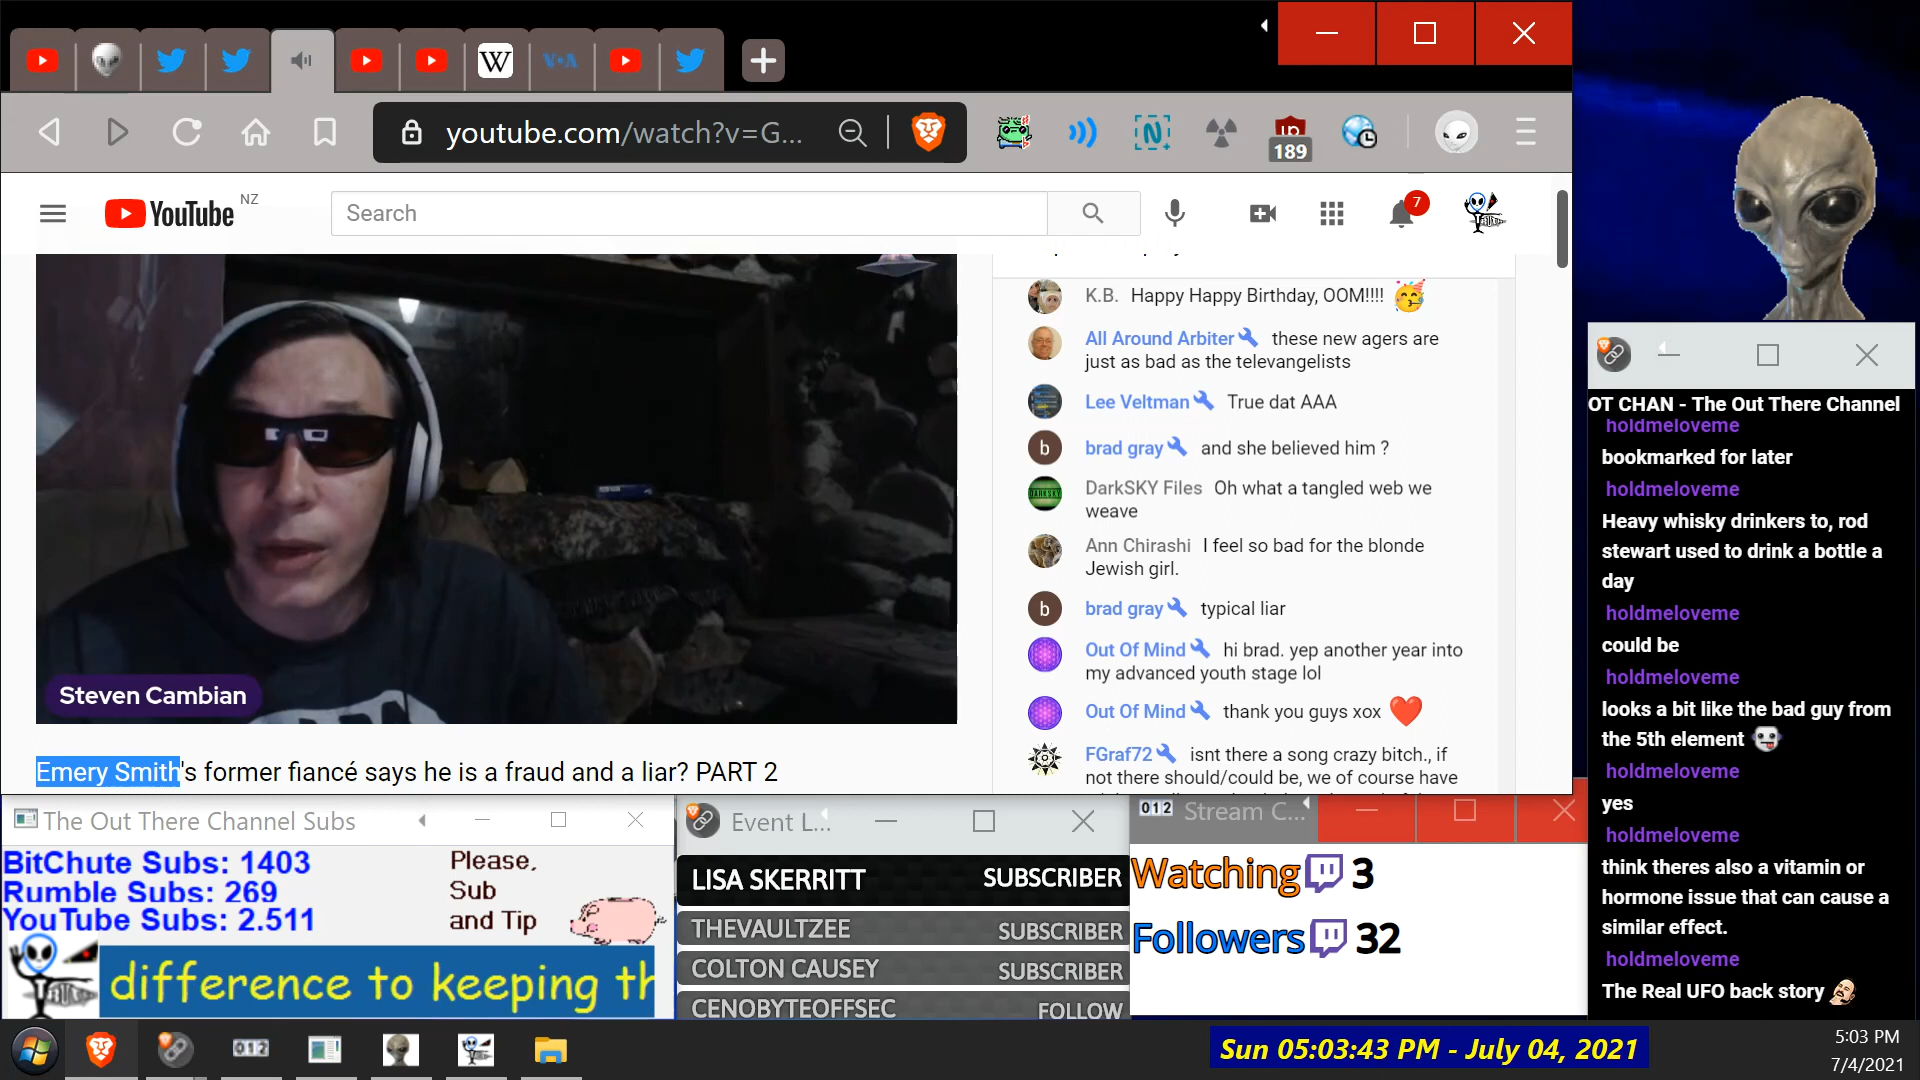 W
VOA
youtube.com/watch?v=G...
UD
189
YouTube NZ
Search
7
K.B. Happy Happy Birthday, OOM!!!!
All Around Arbiter these new agers are
just as bad as the televangelists
Lee Veltman True dat AAA
b brad gray and she believed him ?
DarkSKY Files Oh what a tangled web we
weave
Ann Chirashi I feel so bad for the blonde
Jewish girl.
b brad gray typical liar
Out Of Mind hi brad. yep another year into
my advanced youth stage lol
Out Of Mind thank you guys xox
FGraf72 isnt there a song crazy bitch., if
not there should/could be, we of course have
Steven Cambian
Emery Smith's former fiancé says he is a fraud and a liar? PART 2
OT CHAN - The Out There Channel
holdmeloveme
bookmarked for later
holdmeloveme
Heavy whisky drinkers to, rod
stewart used to drink a bottle a
day
holdmeloveme
could be
holdmeloveme
looks a bit like the bad guy from
the 5th element
holdmeloveme
yes
holdmeloveme
think theres also a vitamin or
hormone issue that can cause a
similar effect.
holdmeloveme
The Real UFO back story
The Out There Channel Subs
BitChute Subs: 1403
Rumble Subs: 269
YouTube Subs: 2.511
Please,
Sub
and Tip
difference to keeping th
Event L...
LISA SKERRITT SUBSCRIBER
THEVAULTZEE SUBSCRIBER
COLTON CAUSEY SUBSCRIBER
CENOBYTEOFFSEC FOLLOW
012 Stream C...
Watching 3
Followers 32
012
Sun 05:03:43 PM - July 04, 2021
5:03 PM
7/4/2021